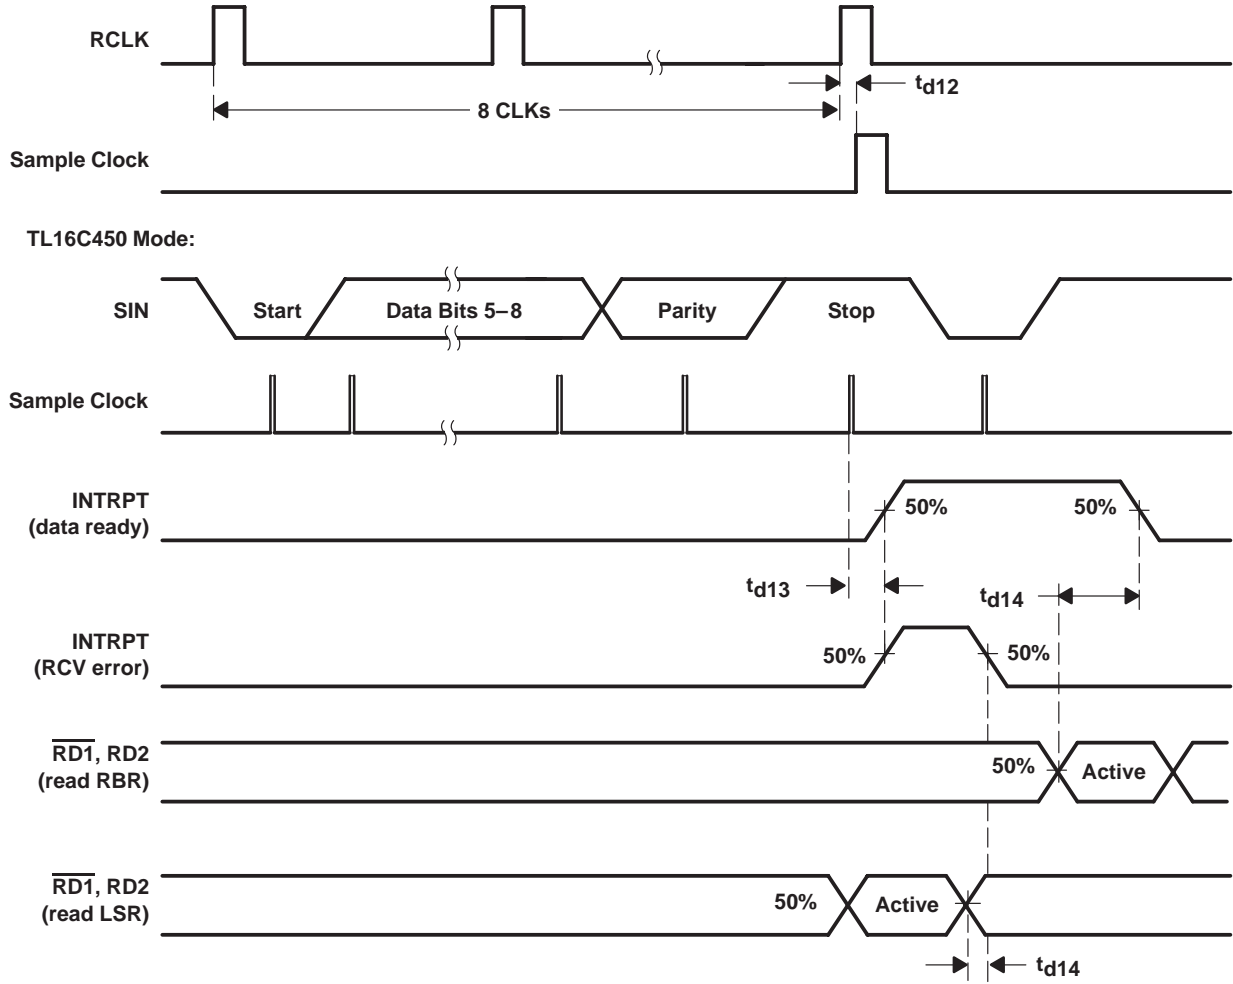 RCLK
td12
8 CLKs
Sample Clock
TL16C450 Mode:
SIN
Start
Data Bits 5–8
Parity
Stop
Sample Clock
INTRPT
(data ready)
50%
50%
td13
td14
INTRPT
(RCV error)
50%
50%
RD1, RD2
(read RBR)
50%
Active
RD1, RD2
(read LSR)
50%
Active
td14